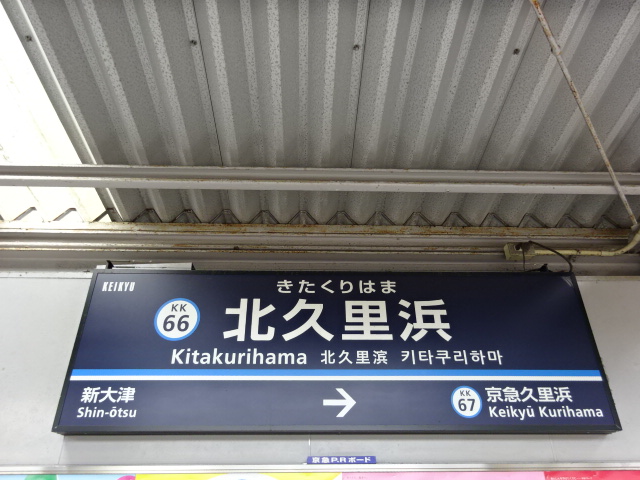 KEIKYU
きたくりはま
KK
66
北久里浜
Kitakurihama 北久里滨 키타쿠리하마
新大津
Shin-ōtsu
→
KK
67
京急久里浜
Keikyū Kurihama
京急P.Rボード